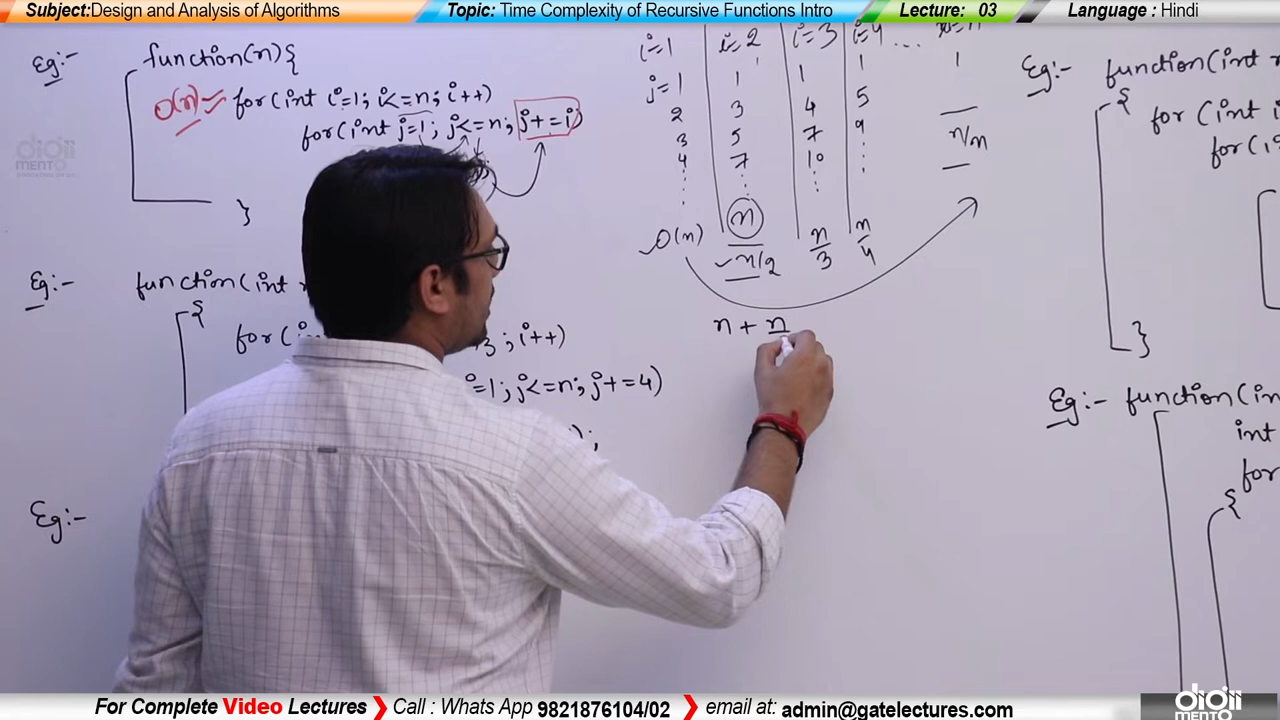 Subject:Design and Analysis of Algorithms Topic: Time Complexity of Recursive Functions Intro Lecture: 03 Language : Hindi
Eg:- function(n){
O(n) for(int i=1; i<=n; i++)
for(int j=1; j<=n; j+=i)
}
Eg:- function(int
{
for( 3; i++)
=1; j<=n; j+=4)
);
Eg:-
i=1 i=2 i=3 i=4 ...
j=1 1 1 1 1
2 3 4 5
3 5 7 9 n/n
4 7 10
n
O(n) n/2 n/3 n/4
n + n
Eg:- function(int
{
for (int i
for(i
}
Eg:- function(in
int
for
{
digii
MENTO
digii
MENTO
For Complete Video Lectures Call : Whats App 9821876104/02 email at: admin@gatelectures.com